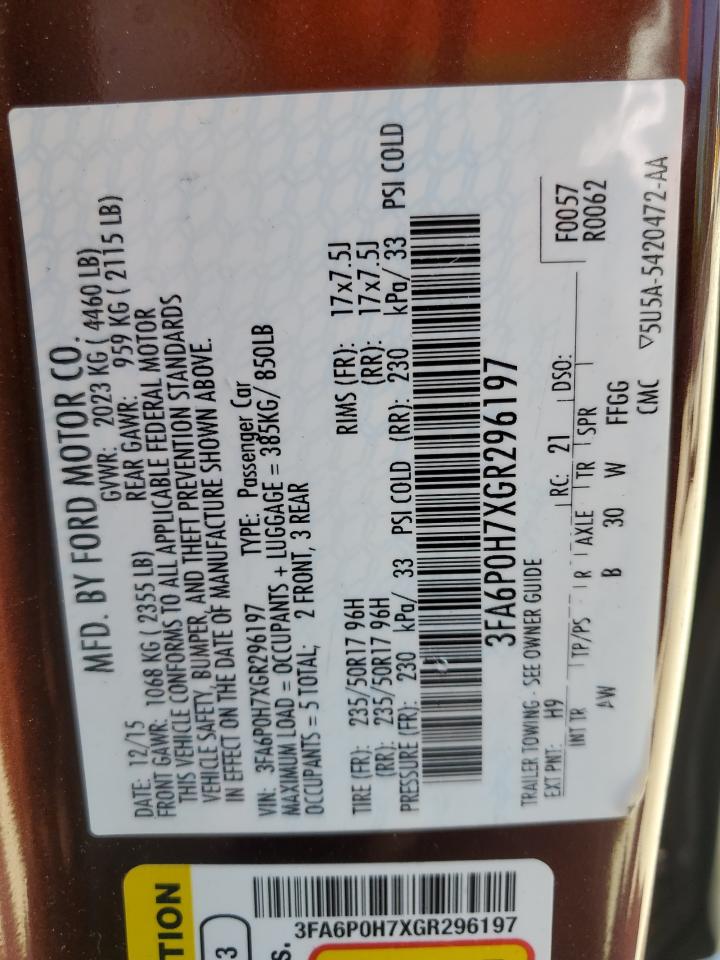 MFD. BY FORD MOTOR CO.
DATE: 12/15 GVWR: 2023 KG ( 4460 LB)
FRONT GAWR: 1068 KG ( 2355 LB) REAR GAWR: 959 KG ( 2115 LB)
THIS VEHICLE CONFORMS TO ALL APPLICABLE FEDERAL MOTOR
VEHICLE SAFETY, BUMPER, AND THEFT PREVENTION STANDARDS
IN EFFECT ON THE DATE OF MANUFACTURE SHOWN ABOVE.
VIN: 3FA6P0H7XGR296197 TYPE: Passenger Car
MAXIMUM LOAD = OCCUPANTS + LUGGAGE = 385KG/ 850LB
OCCUPANTS = 5 TOTAL; 2 FRONT, 3 REAR
TIRE (FR): 235/50R17 96H RIMS (FR): 17x7.5J
(RR): 235/50R17 96H (RR): 17x7.5J
PRESSURE (FR): 230 kPa/ 33 PSI COLD (RR): 230 kPa/ 33 PSI COLD
3FA6P0H7XGR296197
TRAILER TOWING - SEE OWNER GUIDE
EXT PNT: H9 RC: 21 DSO: F0057
R0062
INT TR TP/PS R AXLE TR SPR
AW B 30 W FFGG
CMC ▽5U5A-5420472-AA
TION
3
S.
3FA6P0H7XGR296197